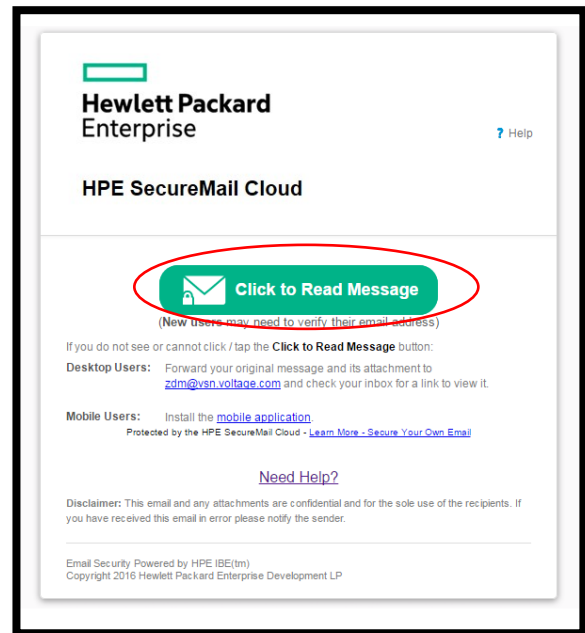 Hewlett Packard
Enterprise
? Help
HPE SecureMail Cloud
Click to Read Message
(New users may need to verify their email address)
If you do not see or cannot click / tap the Click to Read Message button:
Desktop Users: Forward your original message and its attachment to
zdm@vsn.voltage.com and check your inbox for a link to view it.
Mobile Users: Install the mobile application.
Protected by the HPE SecureMail Cloud - Learn More - Secure Your Own Email
Need Help?
Disclaimer: This email and any attachments are confidential and for the sole use of the recipients. If
you have received this email in error please notify the sender.
Email Security Powered by HPE IBE(tm)
Copyright 2016 Hewlett Packard Enterprise Development LP